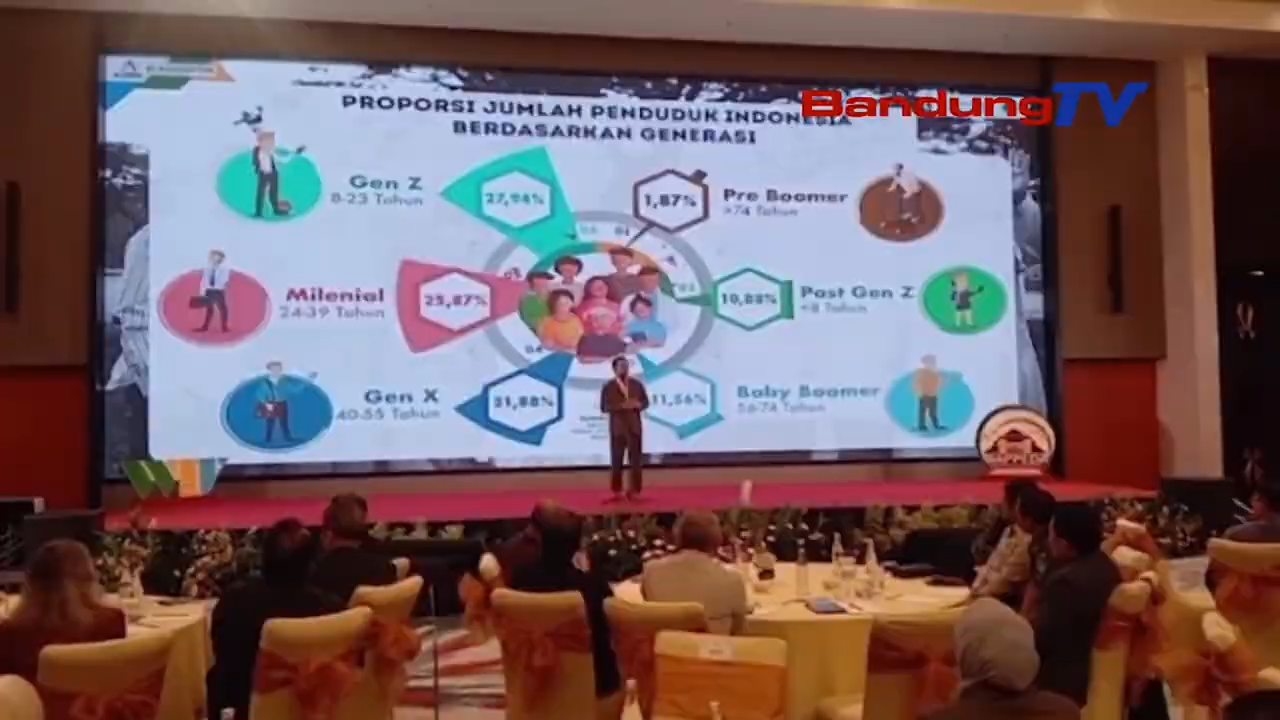 BandungTV
PROPORSI JUMLAH PENDUDUK INDONESIA
BERDASARKAN GENERASI
Gen Z
8-23 Tahun
27,94%
1,87%
Pre Boomer
>74 Tahun
Milenial
24-39 Tahun
25,87%
10,88%
Post Gen Z
<8 Tahun
Gen X
40-55 Tahun
21,88%
11,56%
Baby Boomer
56-74 Tahun